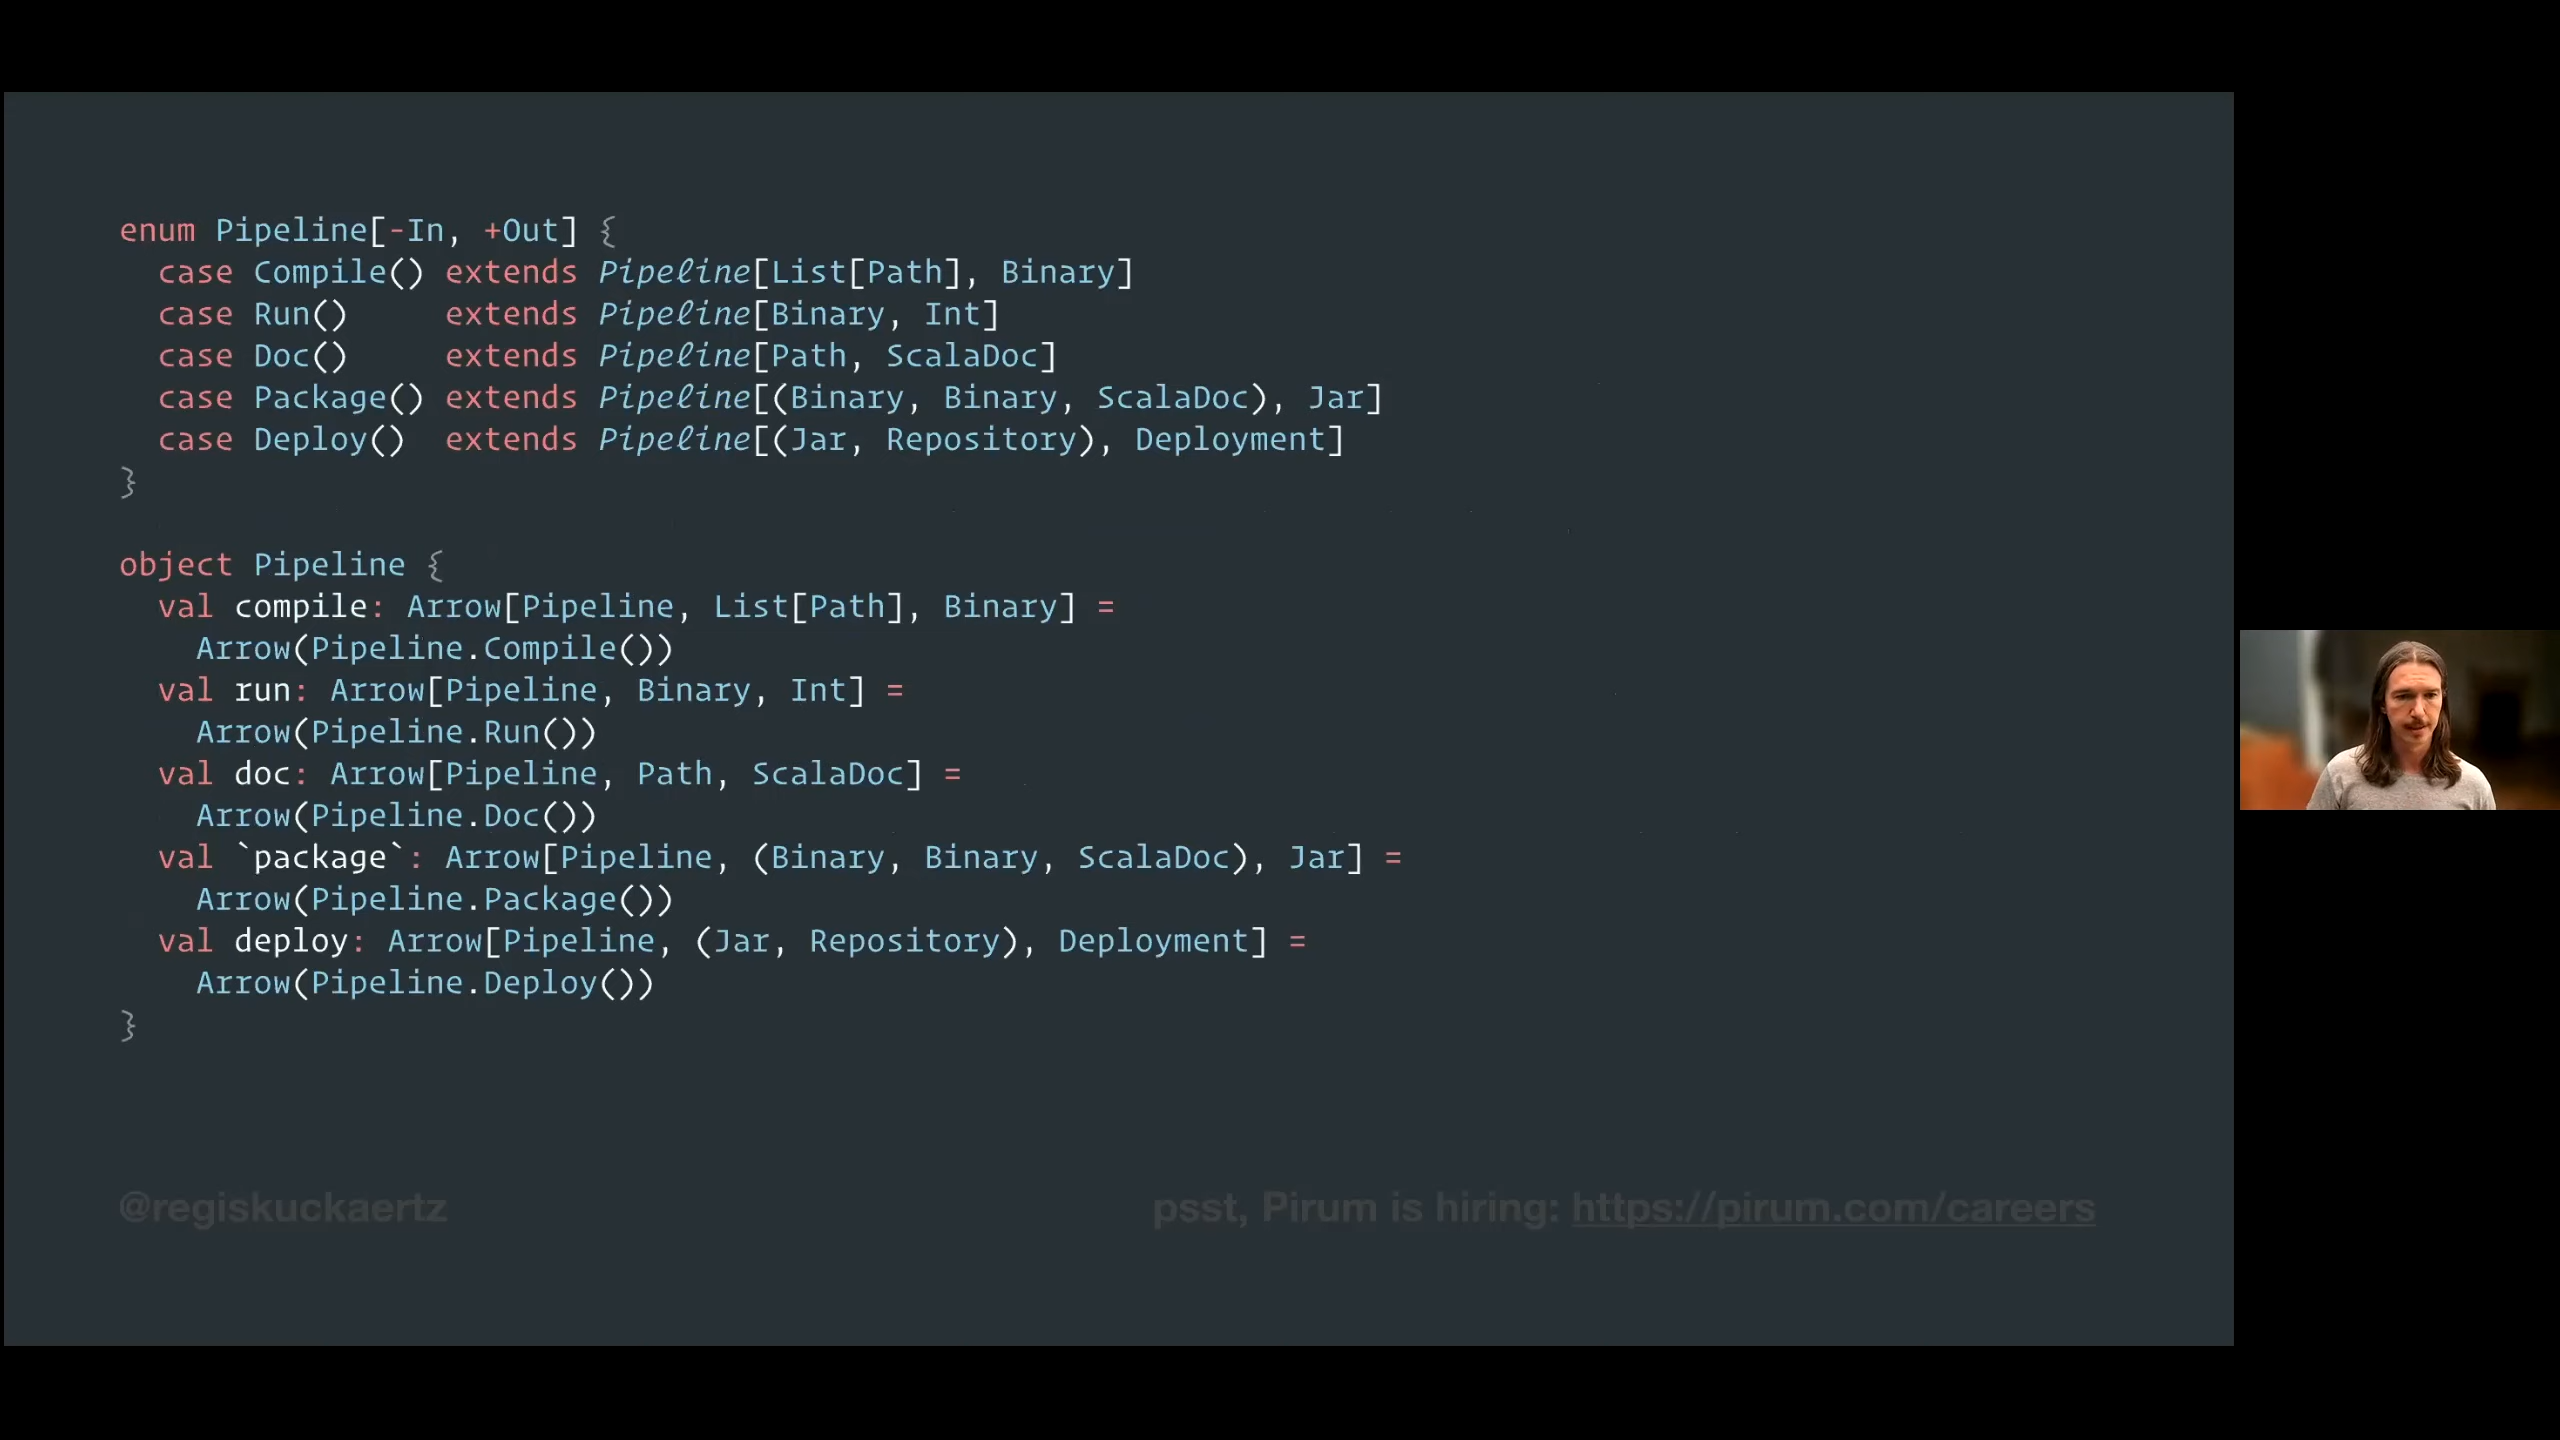 enum Pipeline[-In, +Out] {
  case Compile() extends Pipeline[List[Path], Binary]
  case Run()     extends Pipeline[Binary, Int]
  case Doc()     extends Pipeline[Path, ScalaDoc]
  case Package() extends Pipeline[(Binary, Binary, ScalaDoc), Jar]
  case Deploy()  extends Pipeline[(Jar, Repository), Deployment]
}
object Pipeline {
  val compile: Arrow[Pipeline, List[Path], Binary] =
    Arrow(Pipeline.Compile())
  val run: Arrow[Pipeline, Binary, Int] =
    Arrow(Pipeline.Run())
  val doc: Arrow[Pipeline, Path, ScalaDoc] =
    Arrow(Pipeline.Doc())
  val `package`: Arrow[Pipeline, (Binary, Binary, ScalaDoc), Jar] =
    Arrow(Pipeline.Package())
  val deploy: Arrow[Pipeline, (Jar, Repository), Deployment] =
    Arrow(Pipeline.Deploy())
}
@regiskuckaertz
psst, Pirum is hiring: https://pirum.com/careers